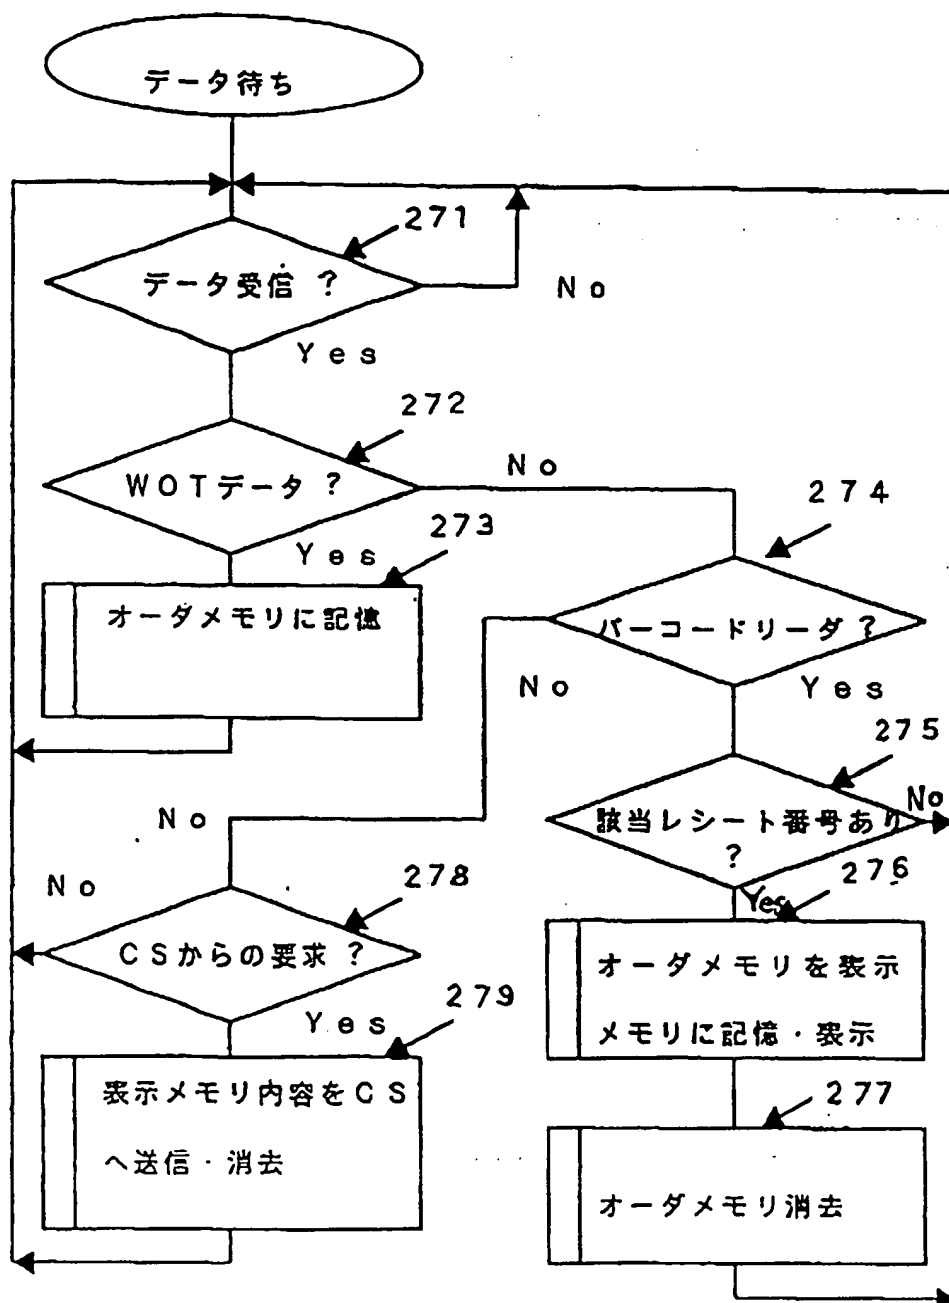 データ待ち
271
データ受信 ?
No
Yes
272
WOTデータ ?
No
274
273
Yes
オーダメモリに記憶
バーコードリーダ ?
No
Yes
275
No
No
該当レシート番号あり
?
276
Yes
No
278
CSからの要求 ?
オーダメモリを表示
メモリに記憶・表示
279
Yes
表示メモリ内容をCS
へ送信・消去
277
オーダメモリ消去